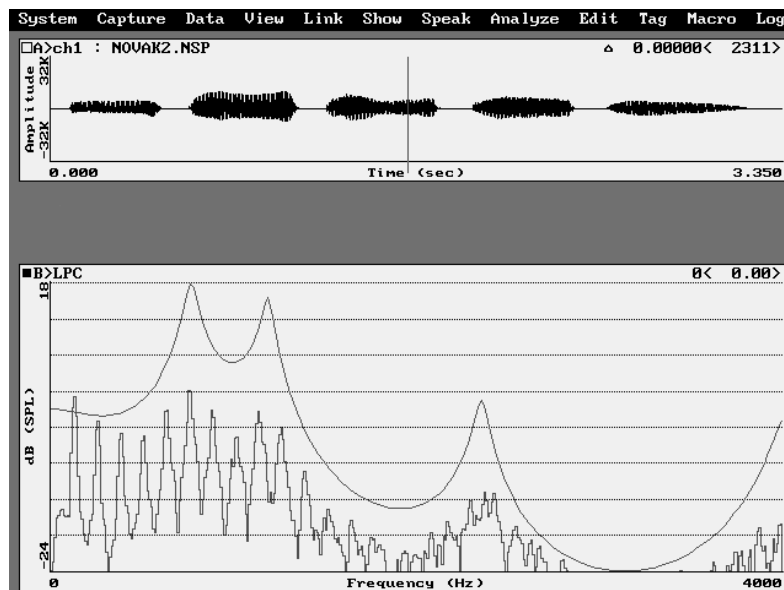 System Capture Data View Link Show Speak Analyze Edit Tag Macro Log
□A>ch1 : NOVAK2.NSP △ 0.00000< 2311>
32K
Amplitude
-32K
0.000 Time (sec) 3.350
■B>LPC 0< 0.00>
18
dB (SPL)
-24
0 Frequency (Hz) 4000